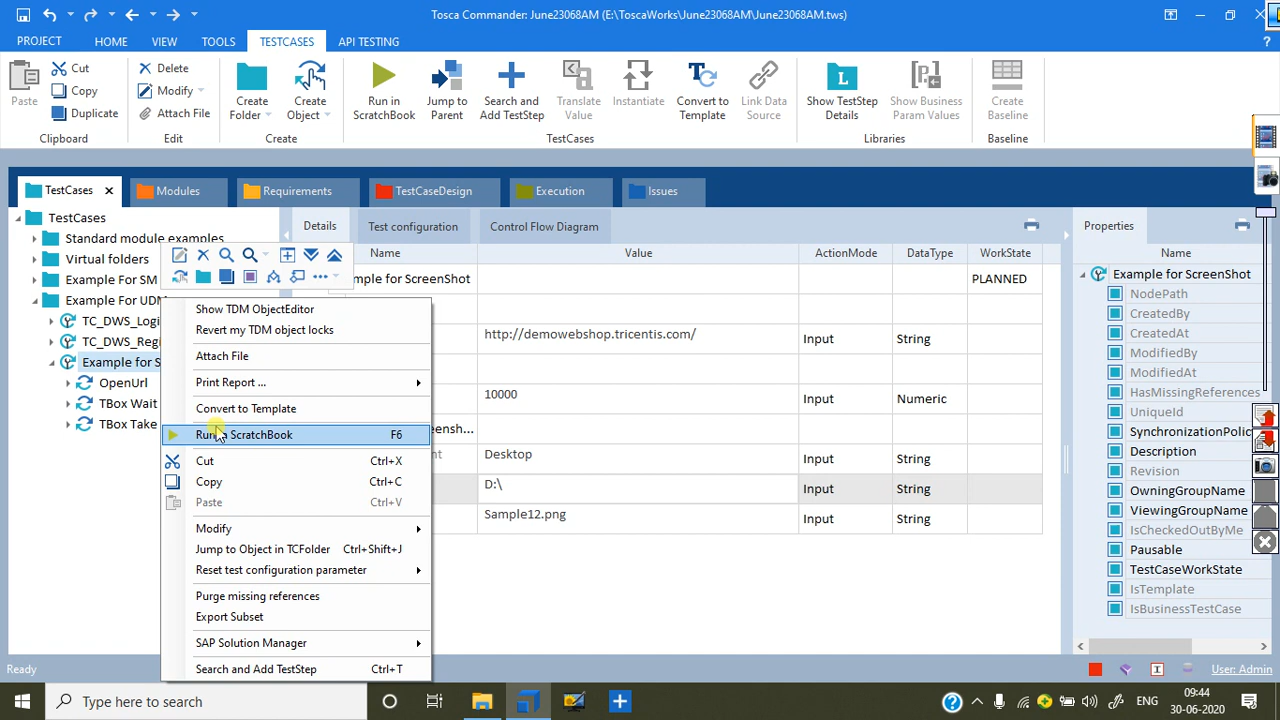 Tosca Commander: June23068AM (E:\ToscaWorks\June23068AM\June23068AM.tws)
PROJECT HOME VIEW TOOLS TESTCASES API TESTING
Paste
Cut
Copy
Duplicate
Clipboard
Delete
Modify
Attach File
Edit
Create Folder
Create Object
Create
Run in ScratchBook
Jump to Parent
Search and Add TestStep
Translate Value
Instantiate
Convert to Template
Link Data Source
TestCases
Show TestStep Details
Show Business Param Values
Libraries
Create Baseline
Baseline
TestCases Modules Requirements TestCaseDesign Execution Issues
TestCases
Standard module examples
Virtual folders
Example For SM
Example For UDM
TC_DWS_Logi
TC_DWS_Regi
Example for S
OpenUrl
TBox Wait
TBox Take
Show TDM ObjectEditor
Revert my TDM object locks
Attach File
Print Report ...
Convert to Template
Run ScratchBook F6
Cut Ctrl+X
Copy Ctrl+C
Paste Ctrl+V
Modify
Jump to Object in TCFolder Ctrl+Shift+J
Reset test configuration parameter
Purge missing references
Export Subset
SAP Solution Manager
Search and Add TestStep Ctrl+T
Details Test configuration Control Flow Diagram
Name Value ActionMode DataType WorkState
mple for ScreenShot PLANNED
http://demowebshop.tricentis.com/ Input String
10000 Input Numeric
reensh...
nt Desktop Input String
D:\ Input String
Sample12.png Input String
Properties
Name
Example for ScreenShot
NodePath
CreatedBy
CreatedAt
ModifiedBy
ModifiedAt
HasMissingReferences
UniqueId
SynchronizationPolic
Description
Revision
OwningGroupName
ViewingGroupName
IsCheckedOutByMe
Pausable
TestCaseWorkState
IsTemplate
IsBusinessTestCase
Ready User: Admin
Type here to search
ENG
09:44
30-06-2020